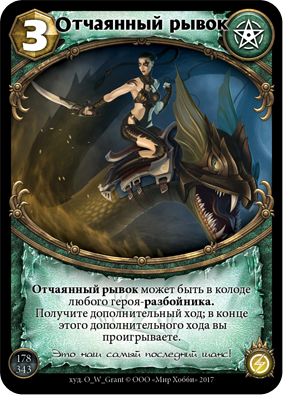 3
Отчаянный рывок
Отчаянный рывок может быть в колоде
любого героя-разбойника.
Получите дополнительный ход; в конце
этого дополнительного хода вы
проигрываете.
Это наш самый последний шанс!
178
343
худ. O_W_Grant © ООО «Мир Хобби» 2017